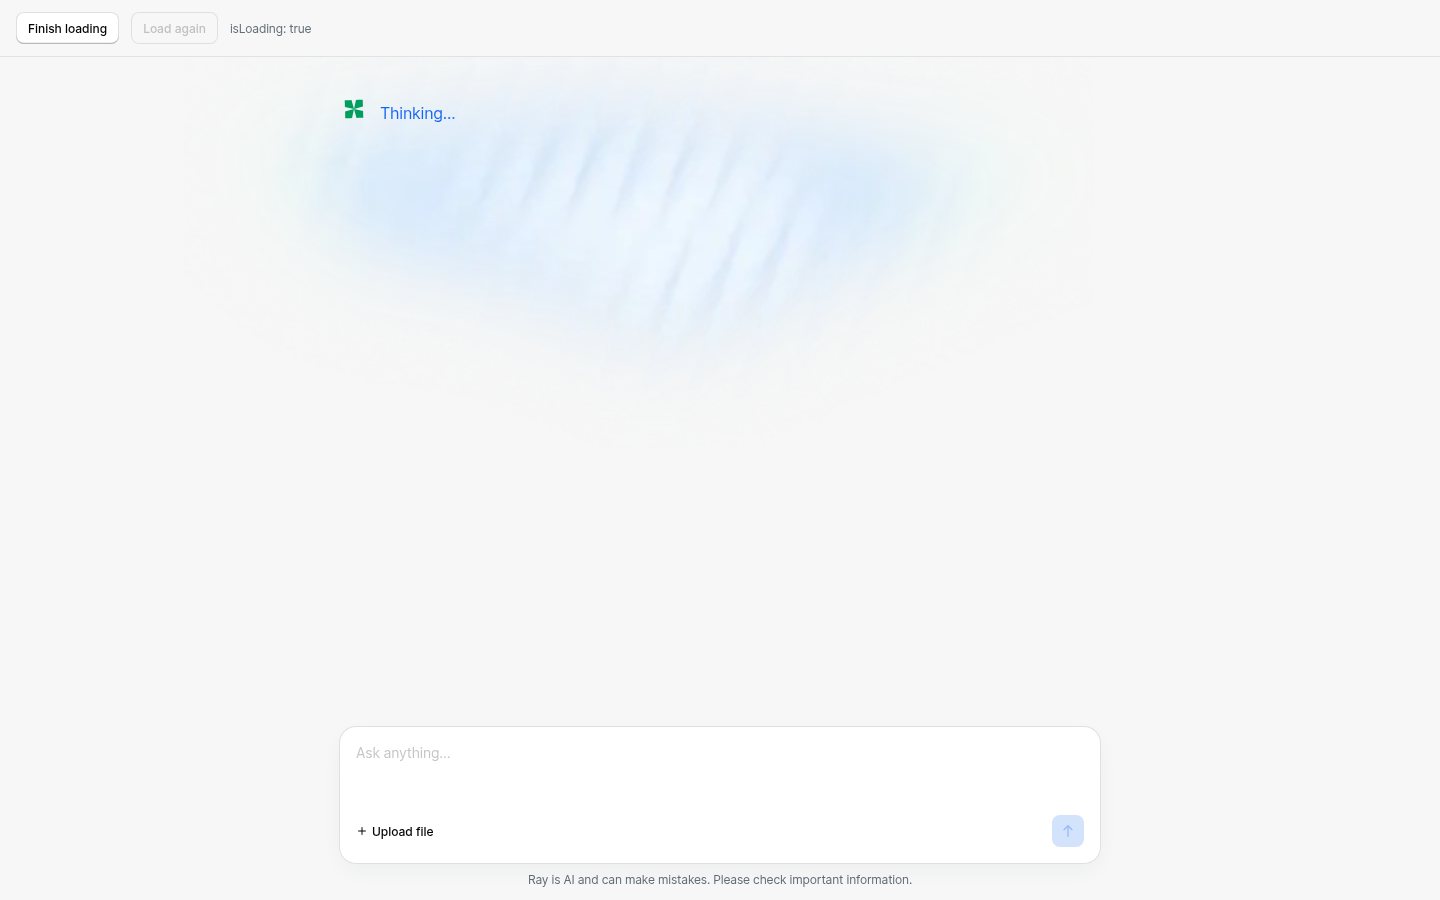 Finish loading
Load again
isLoading: true
Thinking...
Ask anything...
Upload file
Ray is AI and can make mistakes. Please check important information.